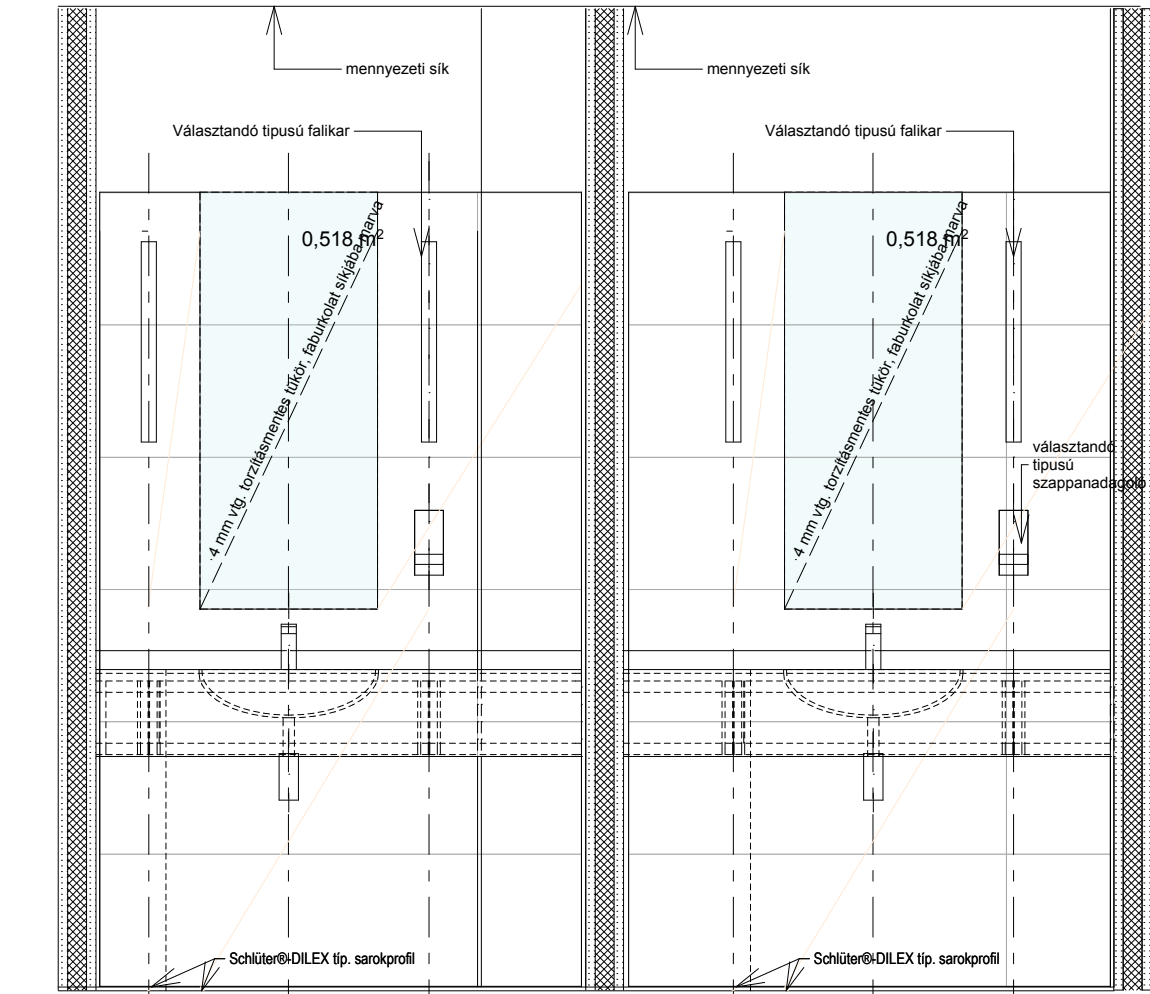 mennyezeti sík
mennyezeti sík
Választandó tipusú falikar
Választandó tipusú falikar
0,518 m²
4 mm vtg. torzításmentes tükör, faburkolat síkjába marva
0,518 m²
4 mm vtg. torzításmentes tükör, faburkolat síkjába marva
választandó
tipusú
szappanadagoló
Schlüter®-DILEX típ. sarokprofil
Schlüter®-DILEX típ. sarokprofil